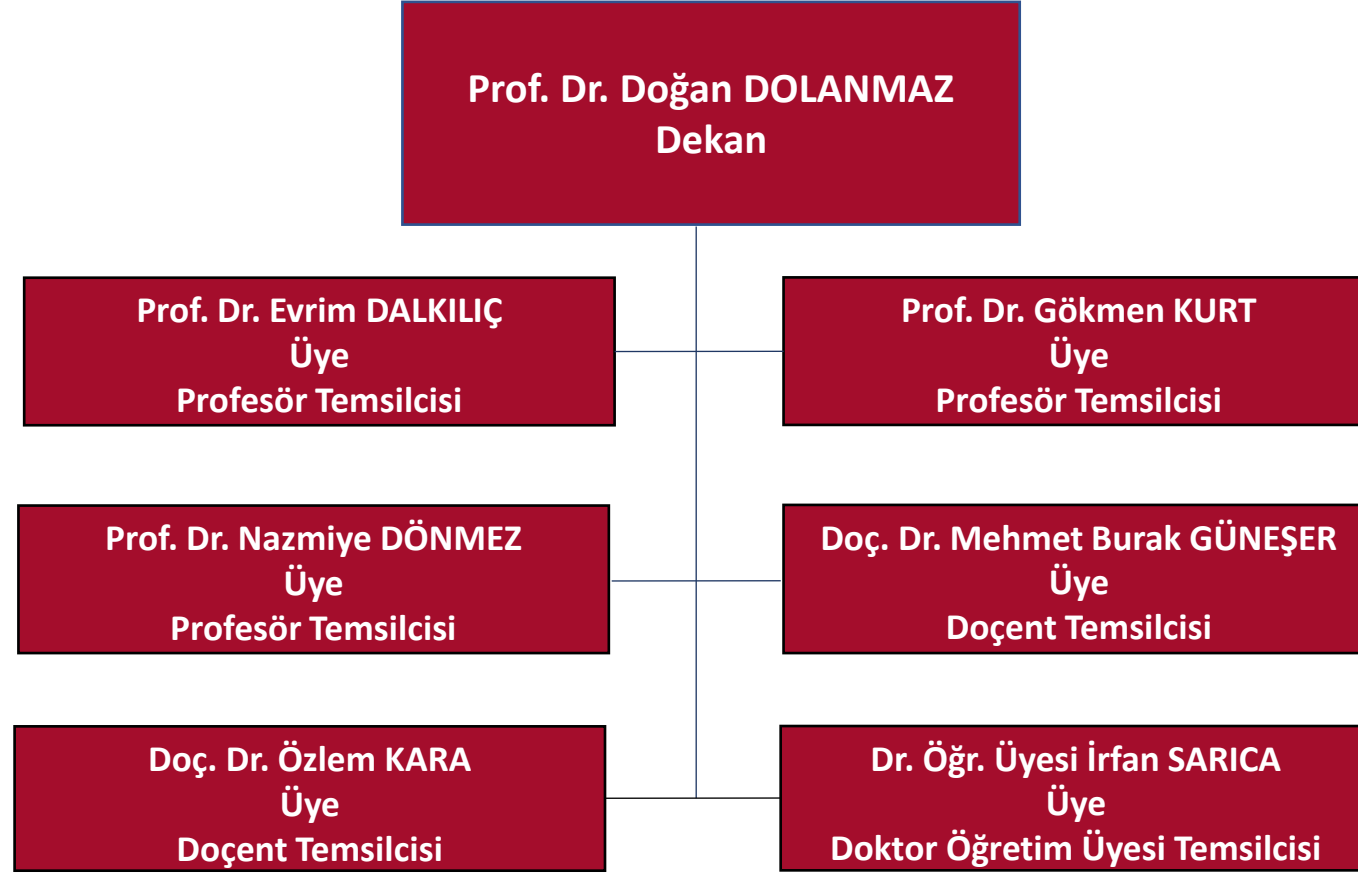 Prof. Dr. Doğan DOLANMAZ
Dekan
Prof. Dr. Evrim DALKILIÇ
Üye
Profesör Temsilcisi
Prof. Dr. Gökmen KURT
Üye
Profesör Temsilcisi
Prof. Dr. Nazmiye DÖNMEZ
Üye
Profesör Temsilcisi
Doç. Dr. Mehmet Burak GÜNEŞER
Üye
Doçent Temsilcisi
Doç. Dr. Özlem KARA
Üye
Doçent Temsilcisi
Dr. Öğr. Üyesi İrfan SARICA
Üye
Doktor Öğretim Üyesi Temsilcisi